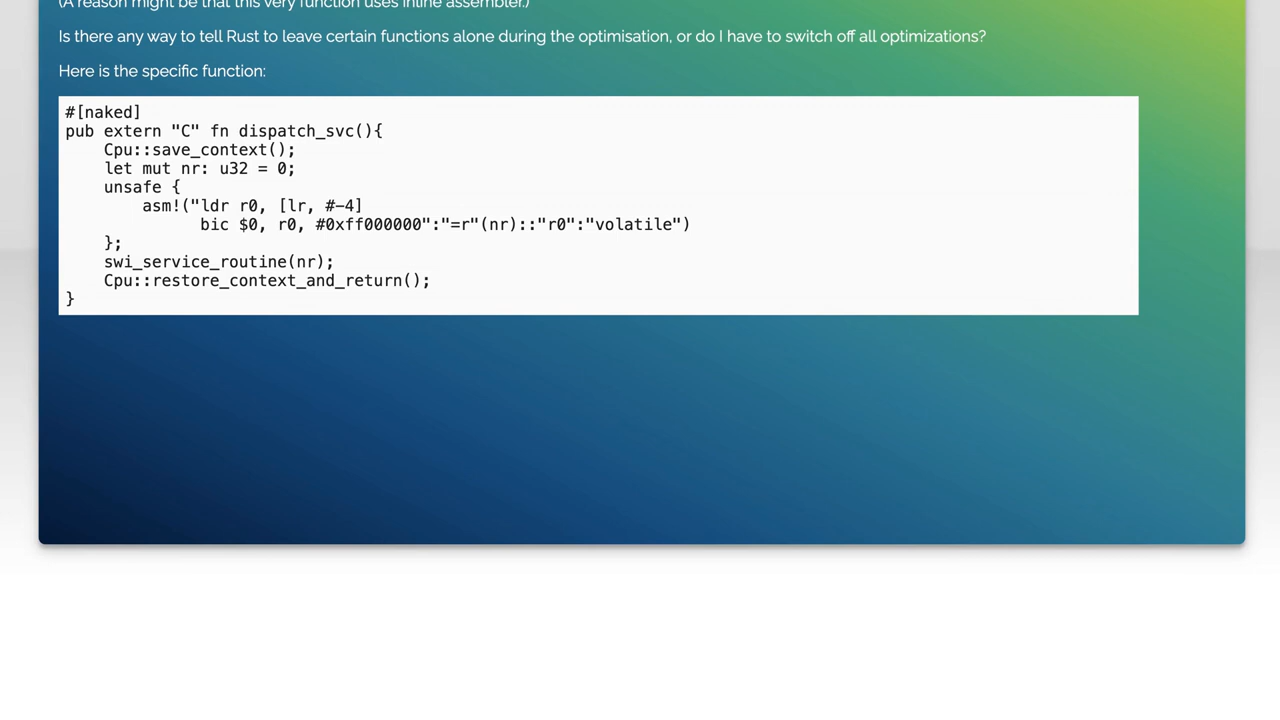 (A reason might be that this very function uses inline assembler.)
Is there any way to tell Rust to leave certain functions alone during the optimisation, or do I have to switch off all optimizations?
Here is the specific function:
#[naked]
pub extern "C" fn dispatch_svc(){
    Cpu::save_context();
    let mut nr: u32 = 0;
    unsafe {
        asm!("ldr r0, [lr, #−4]
              bic $0, r0, #0xff000000":"=r"(nr)::"r0":"volatile")
    };
    swi_service_routine(nr);
    Cpu::restore_context_and_return();
}